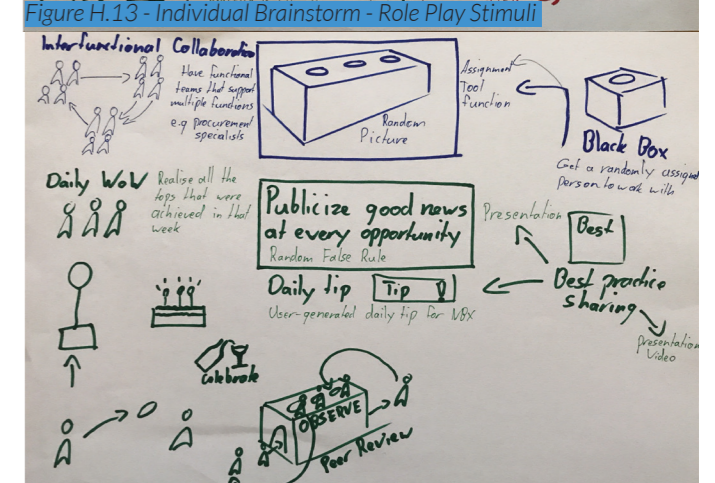 Figure H.13 - Individual Brainstorm - Role Play Stimuli
Interfunctional Collaboration
Have functional
teams that support
multiple functions
e.g procurement
specialists
Random
Picture
Assignment
Tool
function
Black Box
Get a randomly assigned
person to wok with
Daily WoW
Realise all the
tops that were
achieved in that
week
Publicize good news
at every opportunity
Random False Rule
Presentation
Best
Best practice
sharing
presentation
Video
Daily tip
Tip !
User-generated daily tip for NBx
Celebrate
OBSERVE
Peer Review